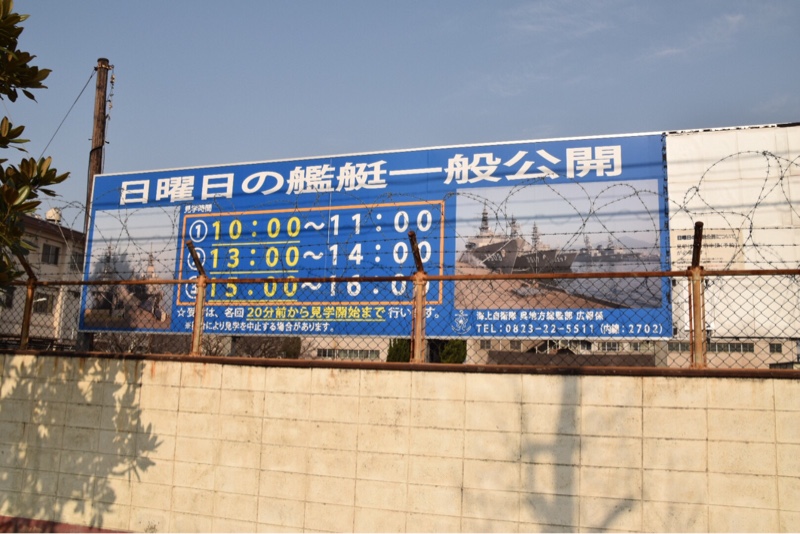 日曜日の艦艇一般公開
見学時間
①10:00～11:00
②13:00～14:00
③15:00～16:00
☆受付は、各回20分前から見学開始まで行います。
により見学を中止する場合があります。
海上自衛隊 呉地方総監部 広報係
TEL:0823-22-5511(内線:2702)